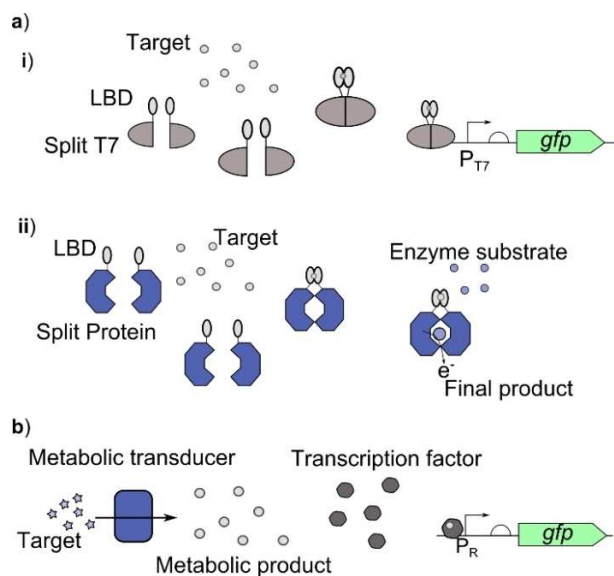 a)
Target
i)
LBD
Split T7
P_T7
gfp
ii)
LBD
Target
Enzyme substrate
Split Protein
e-
Final product
b)
Metabolic transducer
Transcription factor
Target
Metabolic product
P_R
gfp